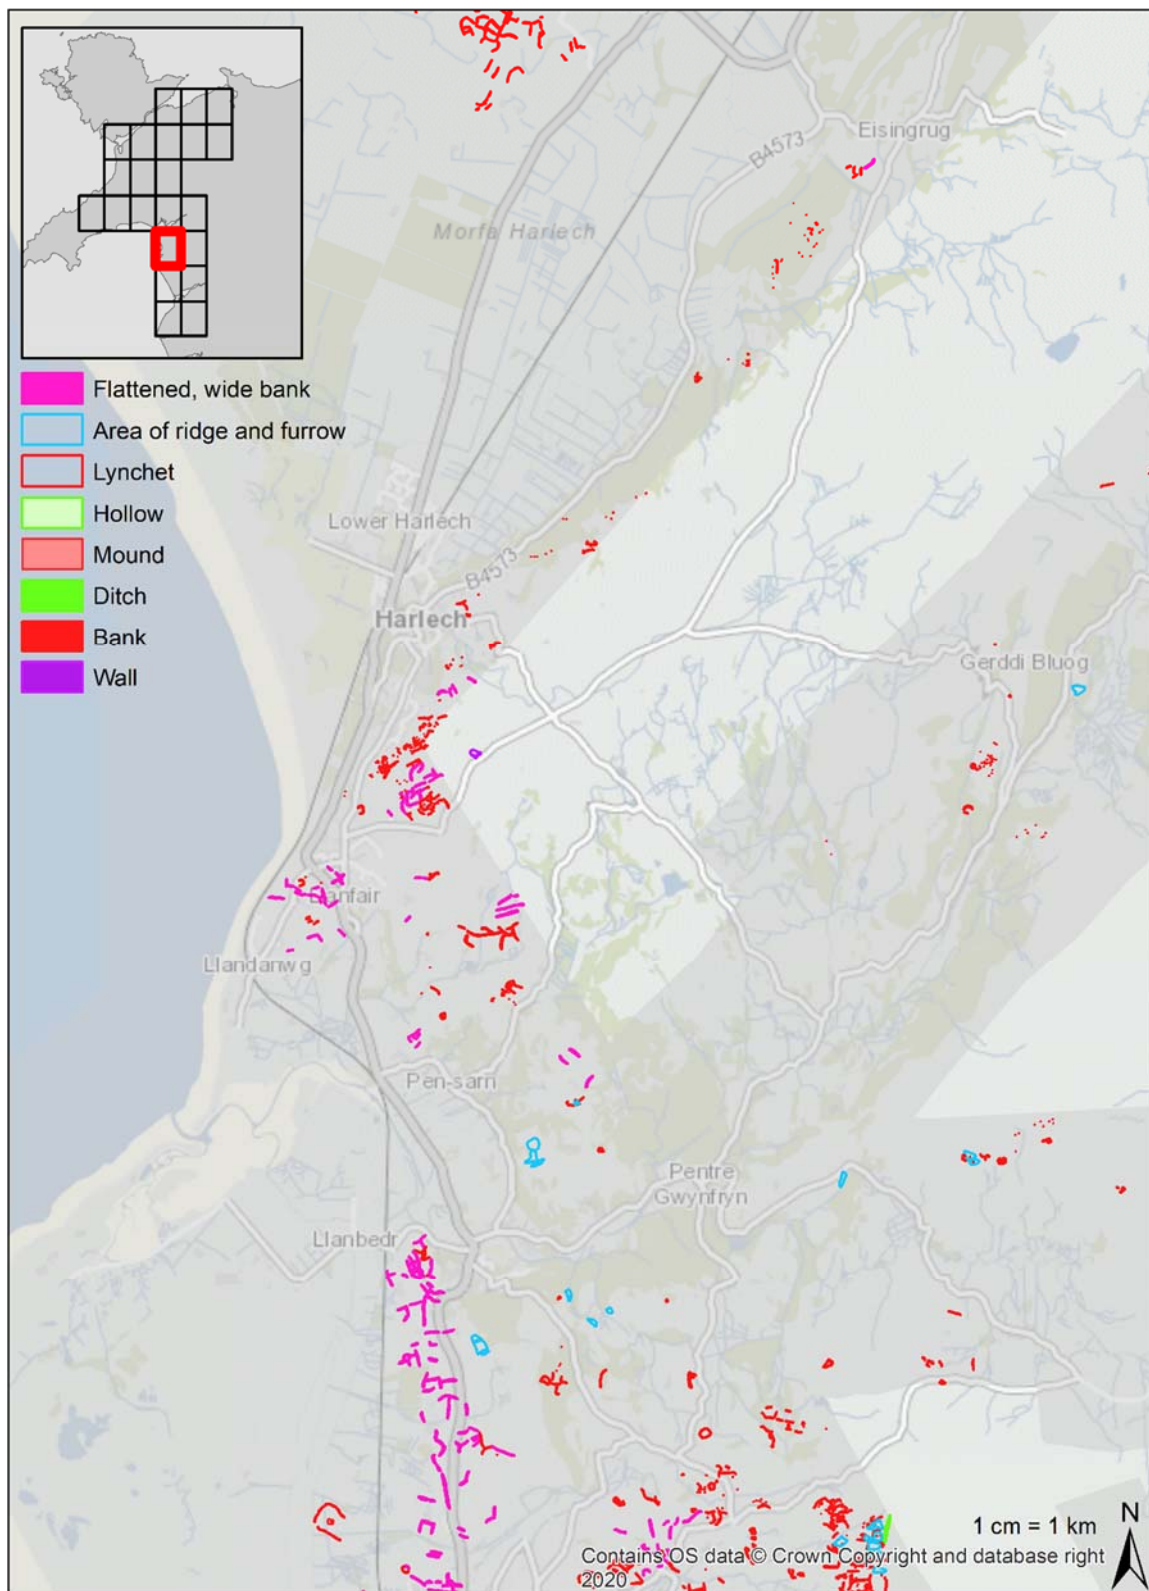 Eisingrug
B4573
Morfa Harlech
Flattened, wide bank
Area of ridge and furrow
Lynchet
Hollow
Mound
Ditch
Bank
Wall
Lower Harlech
B4573
Harlech
Gerddi Bluog
Llanfair
Llandanwg
Pen-sarn
Pentre
Gwynfryn
Llanbedr
N
1 cm = 1 km
Contains OS data © Crown Copyright and database right
2020